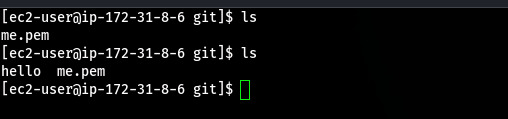 [ec2-user@ip-172-31-8-6 git]$ ls
me.pem
[ec2-user@ip-172-31-8-6 git]$ ls
hello  me.pem
[ec2-user@ip-172-31-8-6 git]$